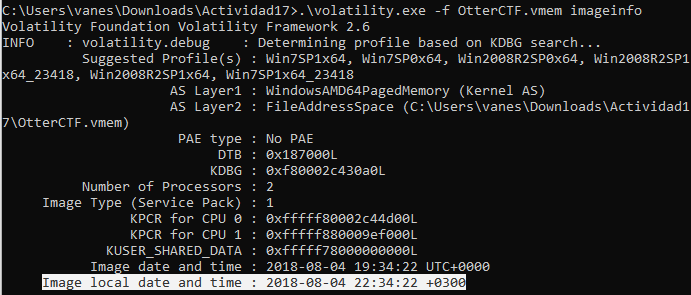 C:\Users\vanes\Downloads\Actividad17>.\volatility.exe -f OtterCTF.vmem imageinfo
Volatility Foundation Volatility Framework 2.6
INFO    : volatility.debug    : Determining profile based on KDBG search...
          Suggested Profile(s) : Win7SP1x64, Win7SP0x64, Win2008R2SP0x64, Win2008R2SP1
x64_23418, Win2008R2SP1x64, Win7SP1x64_23418
                     AS Layer1 : WindowsAMD64PagedMemory (Kernel AS)
                     AS Layer2 : FileAddressSpace (C:\Users\vanes\Downloads\Actividad1
7\OtterCTF.vmem)
                      PAE type : No PAE
                           DTB : 0x187000L
                          KDBG : 0xf80002c430a0L
          Number of Processors : 2
     Image Type (Service Pack) : 1
                KPCR for CPU 0 : 0xfffff80002c44d00L
                KPCR for CPU 1 : 0xfffff880009ef000L
             KUSER_SHARED_DATA : 0xfffff78000000000L
           Image date and time : 2018-08-04 19:34:22 UTC+0000
     Image local date and time : 2018-08-04 22:34:22 +0300